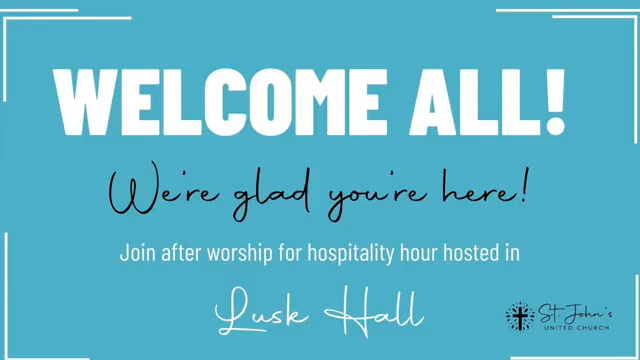 WELCOME ALL!
We're glad you're here!
Join after worship for hospitality hour hosted in
Lusk Hall
St. John's
UNITED CHURCH